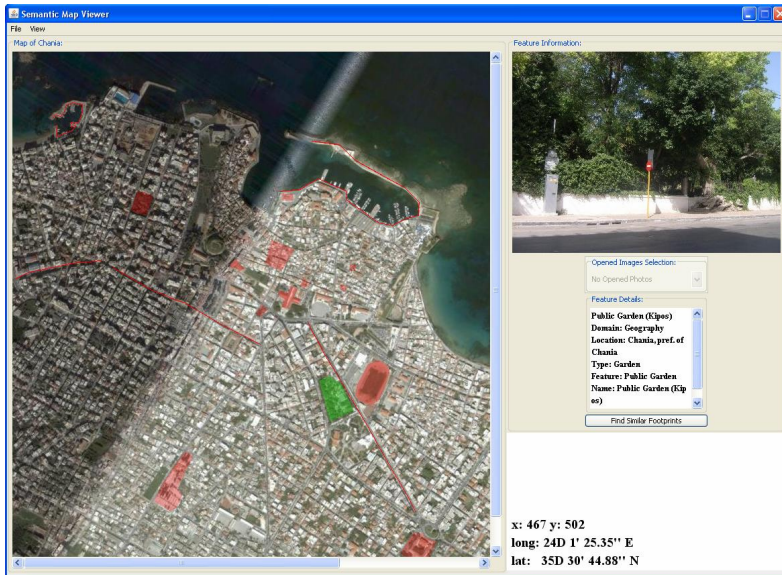 Semantic Map Viewer
File View
Map of Chania:
Feature Information:
Opened Images Selection:
No Opened Photos
Feature Details:
Public Garden (Kipos)
Domain: Geography
Location: Chania, pref. of
Chania
Type: Garden
Feature: Public Garden
Name: Public Garden (Kip
os)
Find Similar Footprints
x: 467 y: 502
long: 24D 1' 25.35'' E
lat: 35D 30' 44.88'' N